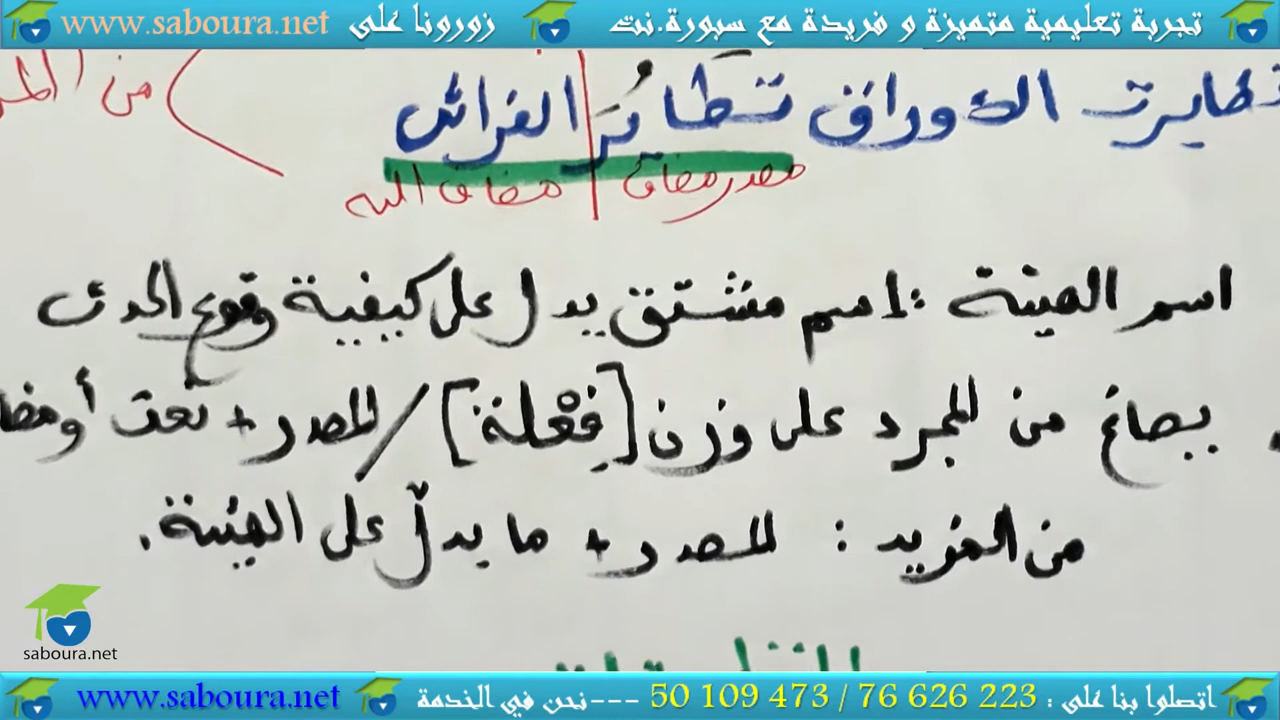 تجربة تعليمية متميزة و فريدة مع سبورة.نت زورونا على www.saboura.net
تطايرت الأوراق تَطَايُرَ الفرائش
من
مصدر مضاف مضاف إليه
اسم الهيئة : اسم مشتق يدل على كيفية وقوع الحدث
يصاغ من المجرد على وزن [فِعْلة] / المصدر + نعت أو
من المزيد : المصدر + ما يدلّ على الهيئة.
saboura.net
اتصلوا بنا على : 50 109 473 / 76 626 223 ---نحن في الخدمة www.saboura.net